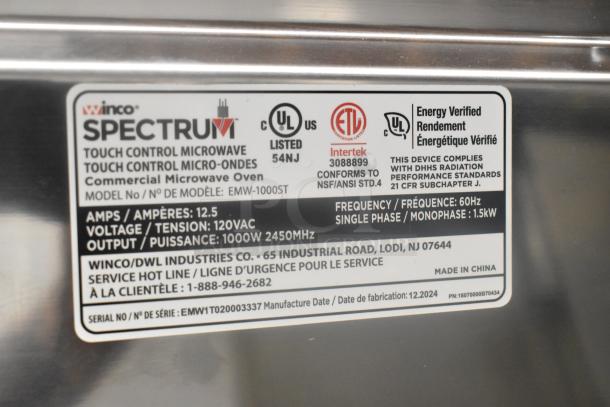 winco®
SPECTRUM™
TOUCH CONTROL MICROWAVE
TOUCH CONTROL MICRO-ONDES
Commercial Microwave Oven
MODEL No / Nº DE MODÈLE: EMW-1000ST
C UL US
LISTED
54NJ
ETL
Intertek
3088899
CONFORMS TO
NSF/ANSI STD.4
C UL
Energy Verified
Rendement
Énergétique Vérifié
THIS DEVICE COMPLIES
WITH DHHS RADIATION
PERFORMANCE STANDARDS
21 CFR SUBCHAPTER J.
AMPS / AMPÈRES: 12.5
VOLTAGE / TENSION: 120VAC
OUTPUT / PUISSANCE: 1000W 2450MHz
FREQUENCY / FRÉQUENCE: 60Hz
SINGLE PHASE / MONOPHASE : 1.5kW
WINCO/DWL INDUSTRIES CO. • 65 INDUSTRIAL ROAD, LODI, NJ 07644
SERVICE HOT LINE / LIGNE D'URGENCE POUR LE SERVICE
À LA CLIENTÈLE : 1-888-946-2682
MADE IN CHINA
SERIAL NO / Nº DE SÉRIE : EMW1T020003337 Manufacture Date / Date de fabrication: 12.2024